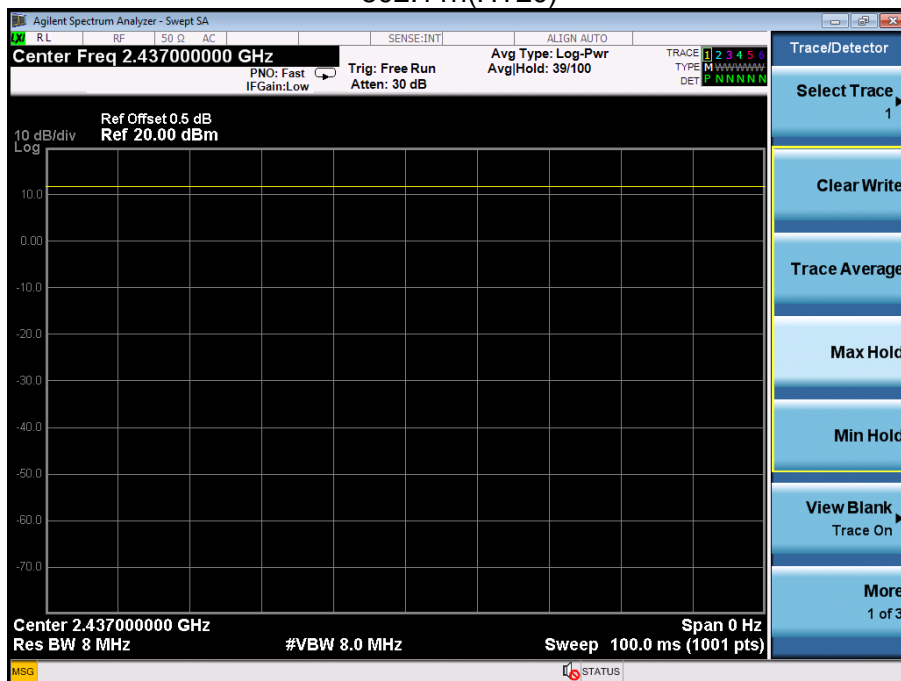 Agilent Spectrum Analyzer - Swept SA
LXI RL RF 50 Ω AC SENSE:INT ALIGN AUTO
Center Freq 2.437000000 GHz
PNO: Fast
IFGain:Low
Trig: Free Run
Atten: 30 dB
Avg Type: Log-Pwr
Avg|Hold: 39/100
TRACE 1 2 3 4 5 6
TYPE M WWWWW
DET P N N N N N
Ref Offset 0.5 dB
10 dB/div Ref 20.00 dBm
Log
10.0
0.00
-10.0
-20.0
-30.0
-40.0
-50.0
-60.0
-70.0
Center 2.437000000 GHz Span 0 Hz
Res BW 8 MHz #VBW 8.0 MHz Sweep 100.0 ms (1001 pts)
MSG STATUS
Trace/Detector
Select Trace
1
Clear Write
Trace Average
Max Hold
Min Hold
View Blank
Trace On
More
1 of 3